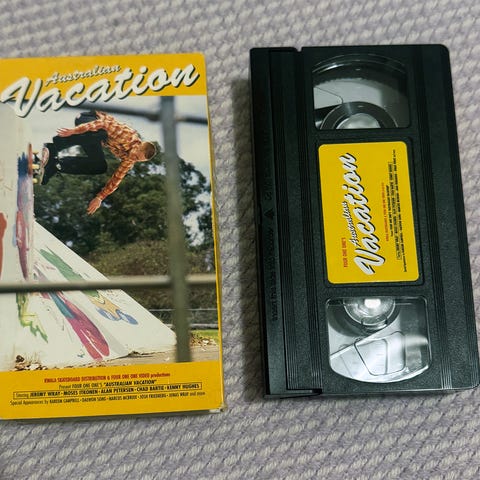 Australian
Vacation
KWALA SKATEBOARD DISTRIBUTION & FOUR ONE ONE VIDEO productions
Present FOUR ONE ONE'S "AUSTRALIAN VACATION"
Starring JEREMY WRAY • MOSES ITKONEN • ALAN PETERSEN • CHAD BARTIE • KENNY HUGHES
Special Appearances by KAREEM CAMPBELL • DAEWON SONG • MARCUS MCBRIDE • JOSH FRIEDBERG • JONAS WRAY and more
FOUR ONE ONE'S
Australian
Vacation